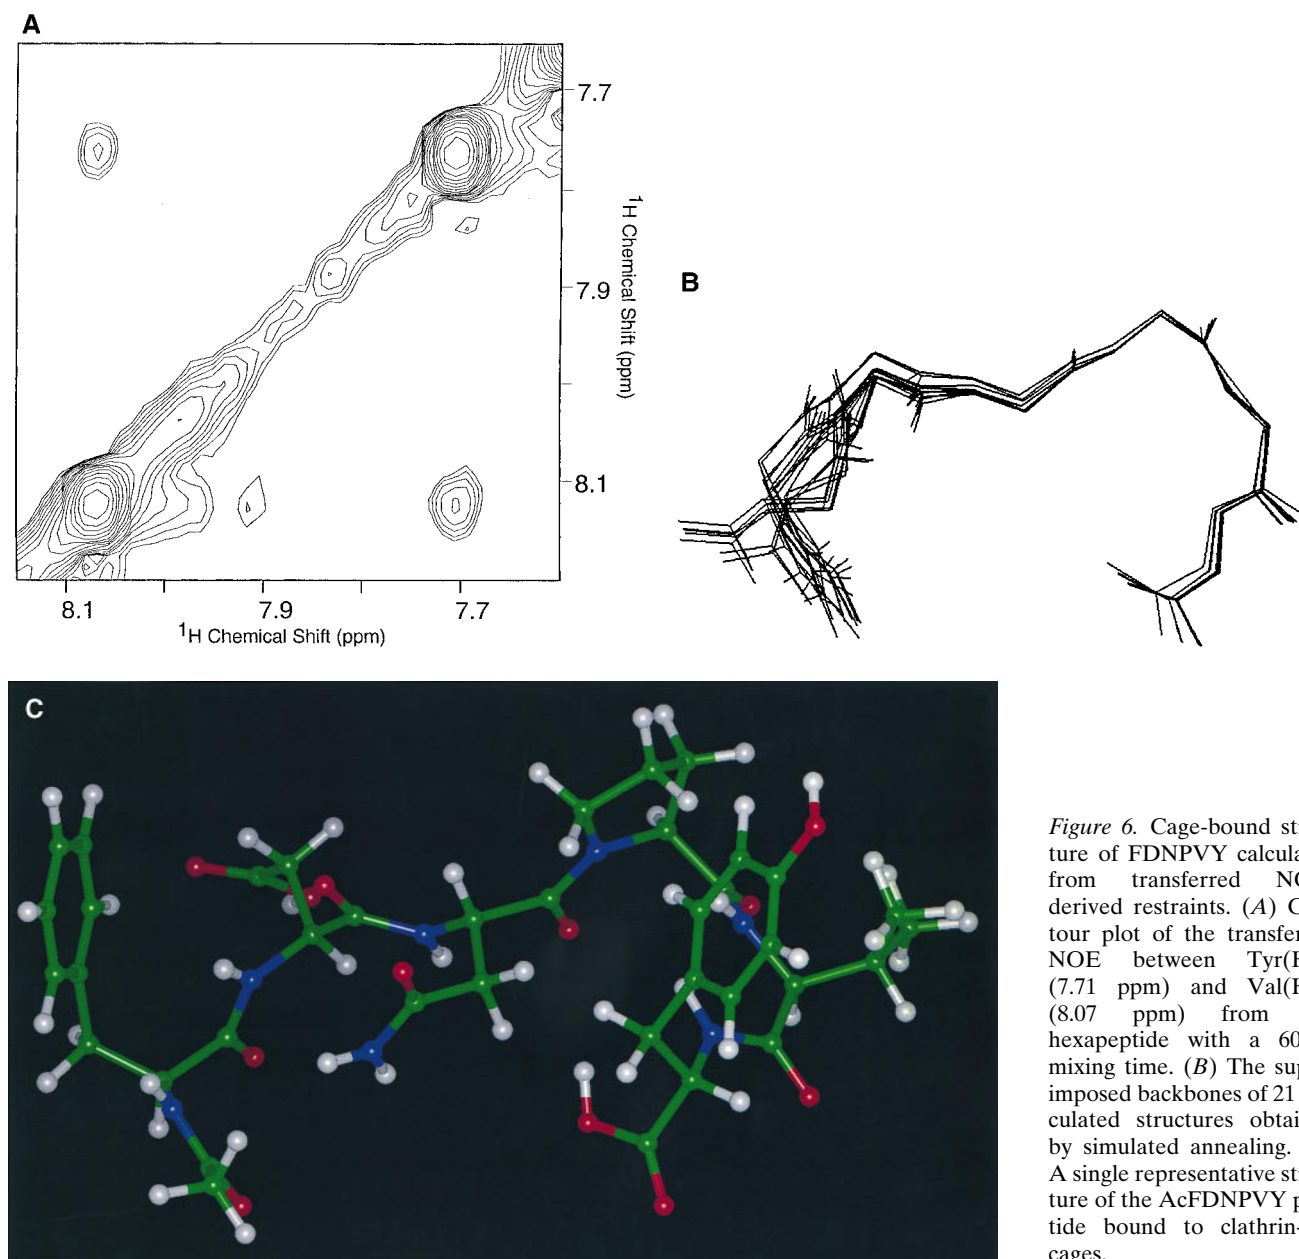 A
7.7
7.9
8.1
¹H Chemical Shift (ppm)
8.1
7.9
7.7
¹H Chemical Shift (ppm)
B
C
Figure 6. Cage-bound str
ture of FDNPVY calcula
from transferred NO
derived restraints. (A) C
tour plot of the transfer
NOE between Tyr(H
(7.71 ppm) and Val(H
(8.07 ppm) from
hexapeptide with a 60
mixing time. (B) The sup
imposed backbones of 21
culated structures obtai
by simulated annealing.
A single representative str
ture of the AcFDNPVY p
tide bound to clathrin-
cages.